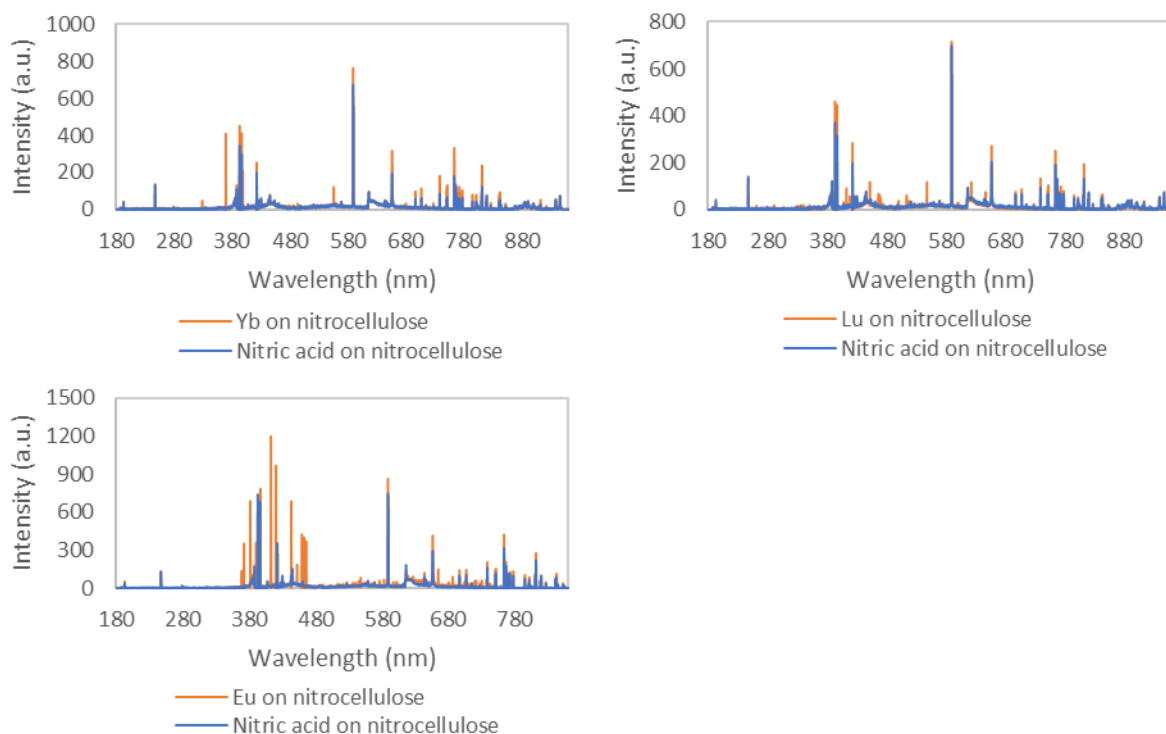 1000
800
600
400
200
0
Intensity (a.u.)
180 280 380 480 580 680 780 880
Wavelength (nm)
Yb on nitrocellulose
Nitric acid on nitrocellulose
800
600
400
200
0
Intensity (a.u.)
180 280 380 480 580 680 780 880
Wavelength (nm)
Lu on nitrocellulose
Nitric acid on nitrocellulose
1500
1200
900
600
300
0
Intensity (a.u.)
180 280 380 480 580 680 780
Wavelength (nm)
Eu on nitrocellulose
Nitric acid on nitrocellulose